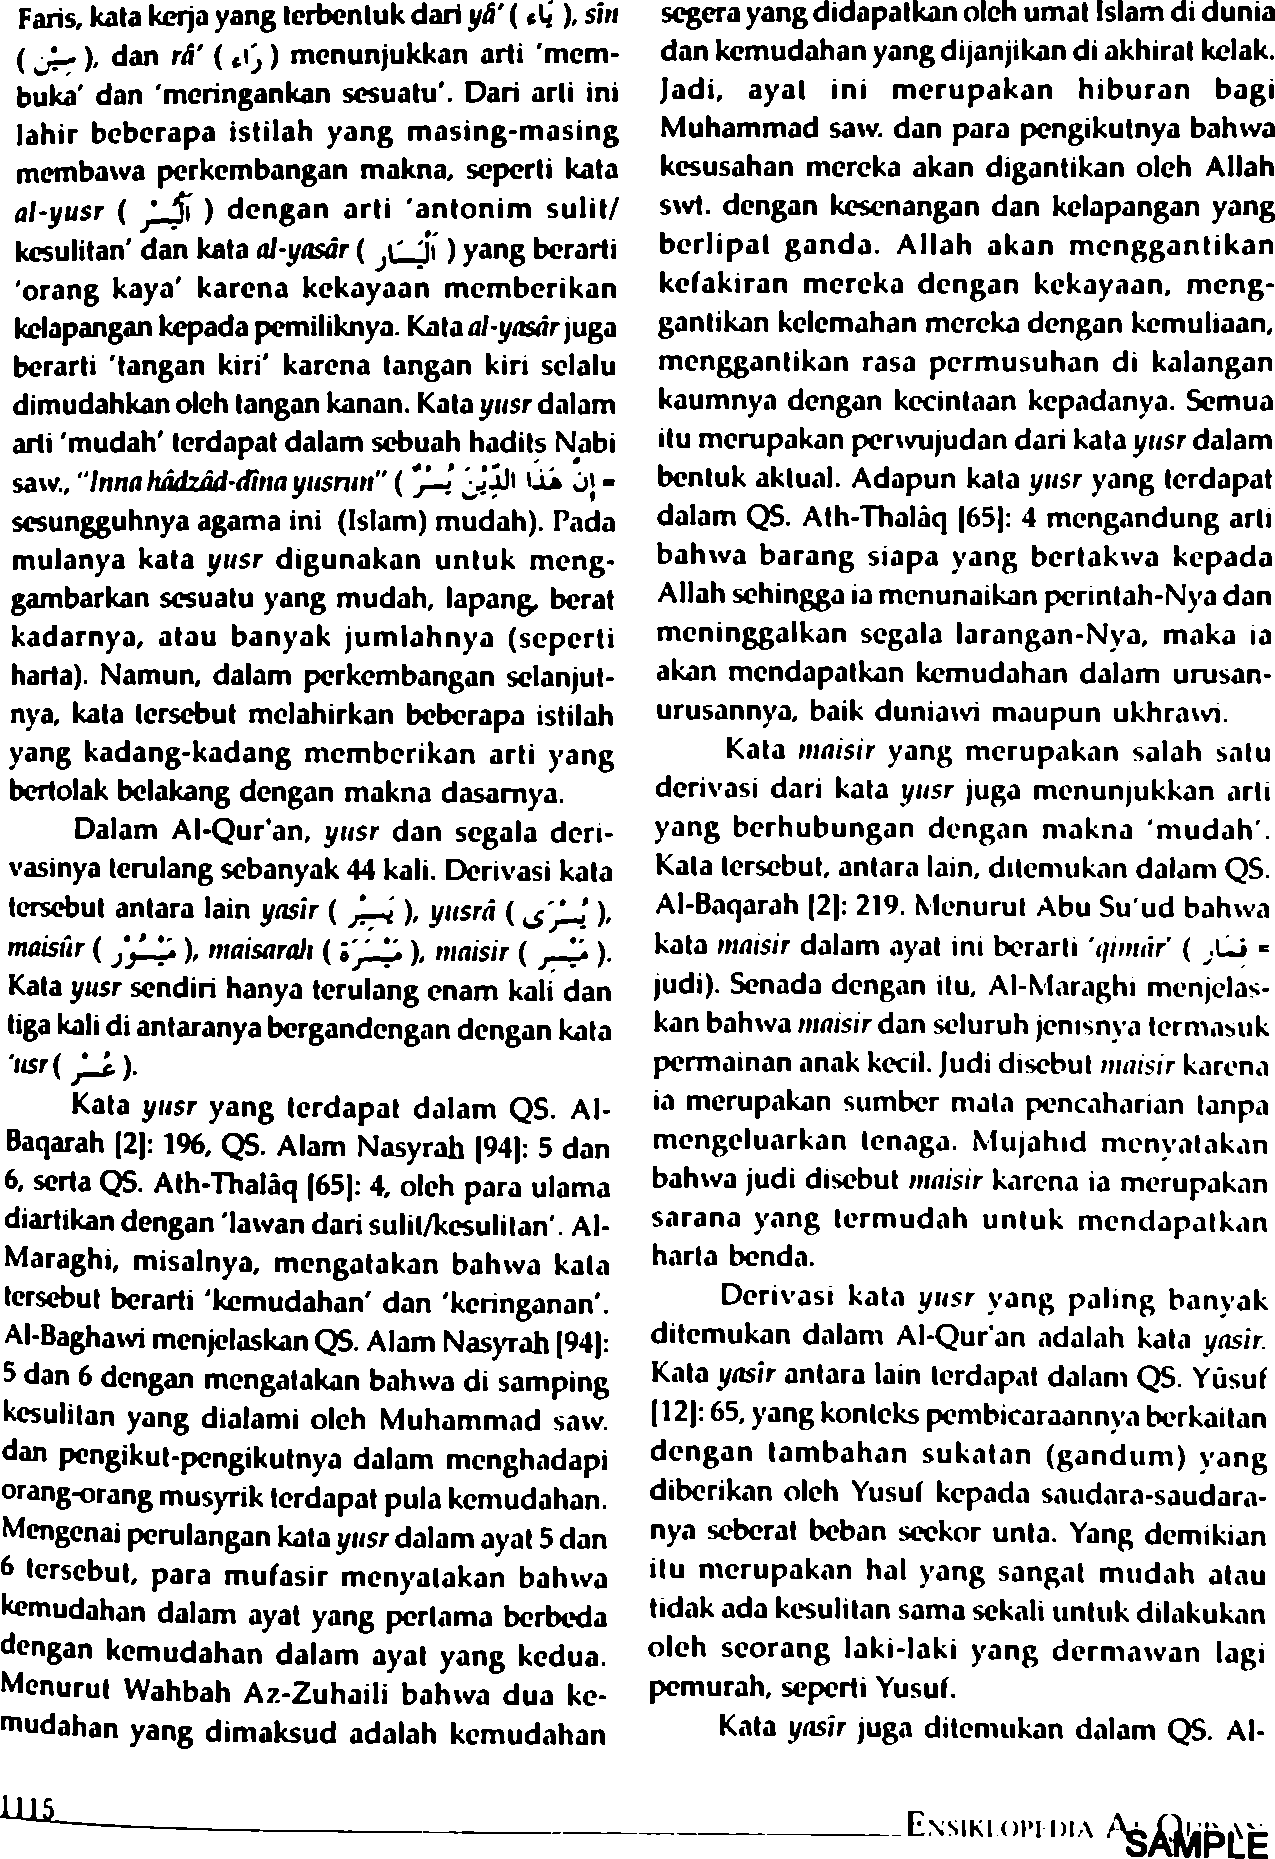 Faris, kata kerja yang terbentuk dari yâ' ( يَاء ), sîn
( سِيْن ), dan râ' ( رَاء ) menunjukkan arti 'mem-
buka' dan 'meringankan sesuatu'. Dari arti ini
lahir beberapa istilah yang masing-masing
membawa perkembangan makna, seperti kata
al-yusr ( اَلْيُسْر ) dengan arti 'antonim sulit/
kesulitan' dan kata al-yasâr ( اَلْيَسَار ) yang berarti
'orang kaya' karena kekayaan memberikan
kelapangan kepada pemiliknya. Kata al-yasâr juga
berarti 'tangan kiri' karena tangan kiri selalu
dimudahkan oleh tangan kanan. Kata yusr dalam
arti 'mudah' terdapat dalam sebuah hadits Nabi
saw., "Inna hâdzâd-dîna yusrun" ( إِنَّ هَذَا الدِّيْنَ يُسْرٌ =
sesungguhnya agama ini (Islam) mudah). Pada
mulanya kata yusr digunakan untuk meng-
gambarkan sesuatu yang mudah, lapang, berat
kadarnya, atau banyak jumlahnya (seperti
harta). Namun, dalam perkembangan selanjut-
nya, kata tersebut melahirkan beberapa istilah
yang kadang-kadang memberikan arti yang
bertolak belakang dengan makna dasarnya.
Dalam Al-Qur'an, yusr dan segala deri-
vasinya terulang sebanyak 44 kali. Derivasi kata
tersebut antara lain yasîr ( يَسِيْر ), yusrâ ( يُسْرَى ),
maisûr ( مَيْسُوْر ), maisarah ( مَيْسَرَة ), maisir ( مَيْسِر ).
Kata yusr sendiri hanya terulang enam kali dan
tiga kali di antaranya bergandengan dengan kata
'usr ( عُسْر ).
Kata yusr yang terdapat dalam QS. Al-
Baqarah [2]: 196, QS. Alam Nasyrah [94]: 5 dan
6, serta QS. Ath-Thalâq [65]: 4, oleh para ulama
diartikan dengan 'lawan dari sulit/kesulitan'. Al-
Maraghi, misalnya, mengatakan bahwa kata
tersebut berarti 'kemudahan' dan 'keringanan'.
Al-Baghawi menjelaskan QS. Alam Nasyrah [94]:
5 dan 6 dengan mengatakan bahwa di samping
kesulitan yang dialami oleh Muhammad saw.
dan pengikut-pengikutnya dalam menghadapi
orang-orang musyrik terdapat pula kemudahan.
Mengenai perulangan kata yusr dalam ayat 5 dan
6 tersebut, para mufasir menyatakan bahwa
kemudahan dalam ayat yang pertama berbeda
dengan kemudahan dalam ayat yang kedua.
Menurut Wahbah Az-Zuhaili bahwa dua ke-
mudahan yang dimaksud adalah kemudahan
segera yang didapatkan oleh umat Islam di dunia
dan kemudahan yang dijanjikan di akhirat kelak.
Jadi, ayat ini merupakan hiburan bagi
Muhammad saw. dan para pengikutnya bahwa
kesusahan mereka akan digantikan oleh Allah
swt. dengan kesenangan dan kelapangan yang
berlipat ganda. Allah akan menggantikan
kefakiran mereka dengan kekayaan, meng-
gantikan kelemahan mereka dengan kemuliaan,
menggantikan rasa permusuhan di kalangan
kaumnya dengan kecintaan kepadanya. Semua
itu merupakan perwujudan dari kata yusr dalam
bentuk aktual. Adapun kata yusr yang terdapat
dalam QS. Ath-Thalâq [65]: 4 mengandung arti
bahwa barang siapa yang bertakwa kepada
Allah sehingga ia menunaikan perintah-Nya dan
meninggalkan segala larangan-Nya, maka ia
akan mendapatkan kemudahan dalam urusan-
urusannya, baik duniawi maupun ukhrawi.
Kata maisir yang merupakan salah satu
derivasi dari kata yusr juga menunjukkan arti
yang berhubungan dengan makna 'mudah'.
Kata tersebut, antara lain, ditemukan dalam QS.
Al-Baqarah [2]: 219. Menurut Abu Su'ud bahwa
kata maisir dalam ayat ini berarti 'qimâr' ( قِمَار =
judi). Senada dengan itu, Al-Maraghi menjelas-
kan bahwa maisir dan seluruh jenisnya termasuk
permainan anak kecil. Judi disebut maisir karena
ia merupakan sumber mata pencaharian tanpa
mengeluarkan tenaga. Mujahid menyatakan
bahwa judi disebut maisir karena ia merupakan
sarana yang termudah untuk mendapatkan
harta benda.
Derivasi kata yusr yang paling banyak
ditemukan dalam Al-Qur'an adalah kata yasir.
Kata yasîr antara lain terdapat dalam QS. Yûsuf
[12]: 65, yang konteks pembicaraannya berkaitan
dengan tambahan sukatan (gandum) yang
diberikan oleh Yusuf kepada saudara-saudara-
nya seberat beban seekor unta. Yang demikian
itu merupakan hal yang sangat mudah atau
tidak ada kesulitan sama sekali untuk dilakukan
oleh seorang laki-laki yang dermawan lagi
pemurah, seperti Yusuf.
Kata yasîr juga ditemukan dalam QS. Al-
1115
ENSIKLOPEDIA
SAMPLE